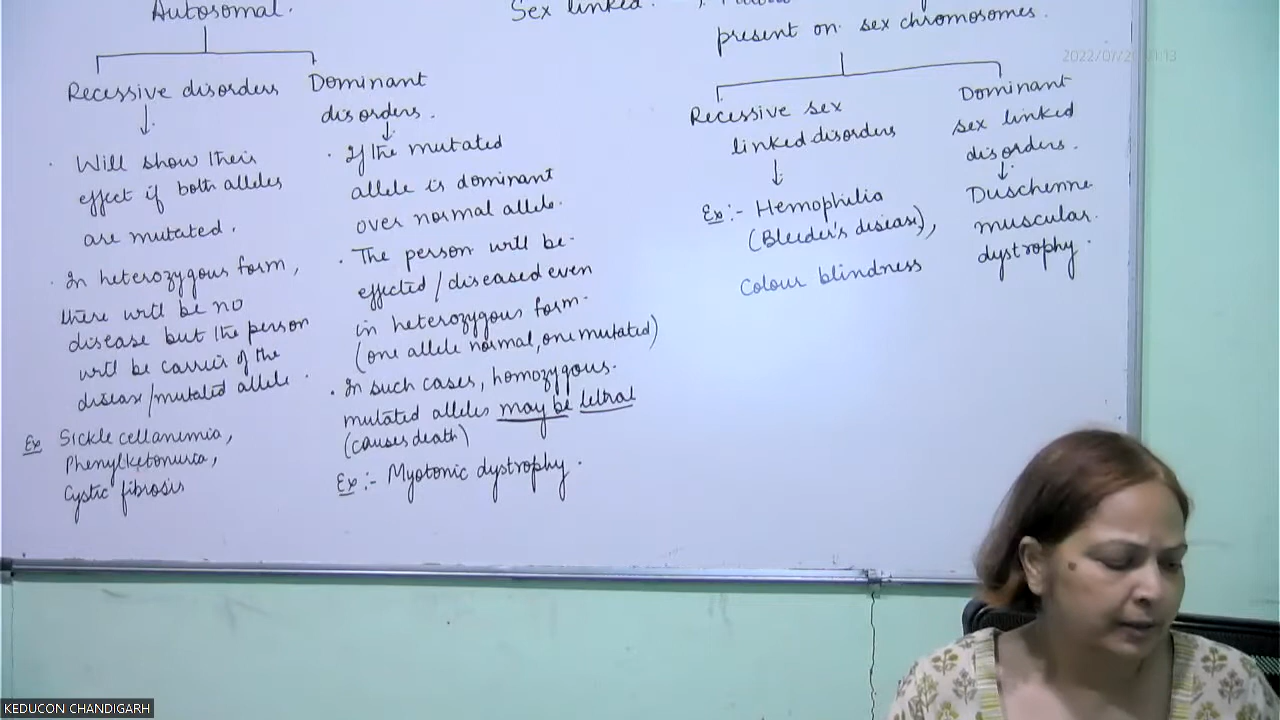 Autosomal.
Sex linked.
present on sex chromosomes.
2022/07/2 01:13
Recessive disorders
Will show their
effect if both alleles
are mutated.
In heterozygous form,
there will be no
disease but the person
will be carrier of the
disease/mutated allele.
Ex Sickle cell anemia,
Phenylketonuria,
Cystic fibrosis
Dominant
disorders.
If the mutated
allele is dominant
over normal allele.
The person will be
effected/diseased even
in heterozygous form.
(one allele normal, one mutated)
In such cases, homozygous
mutated alleles may be lethal
(causes death)
Ex:- Myotonic dystrophy.
Recessive sex
linked disorders
Ex:- Hemophilia
(Bleeder's disease),
Colour blindness
Dominant
sex linked
disorders.
Duschenne
muscular
dystrophy.
KEDUCON CHANDIGARH